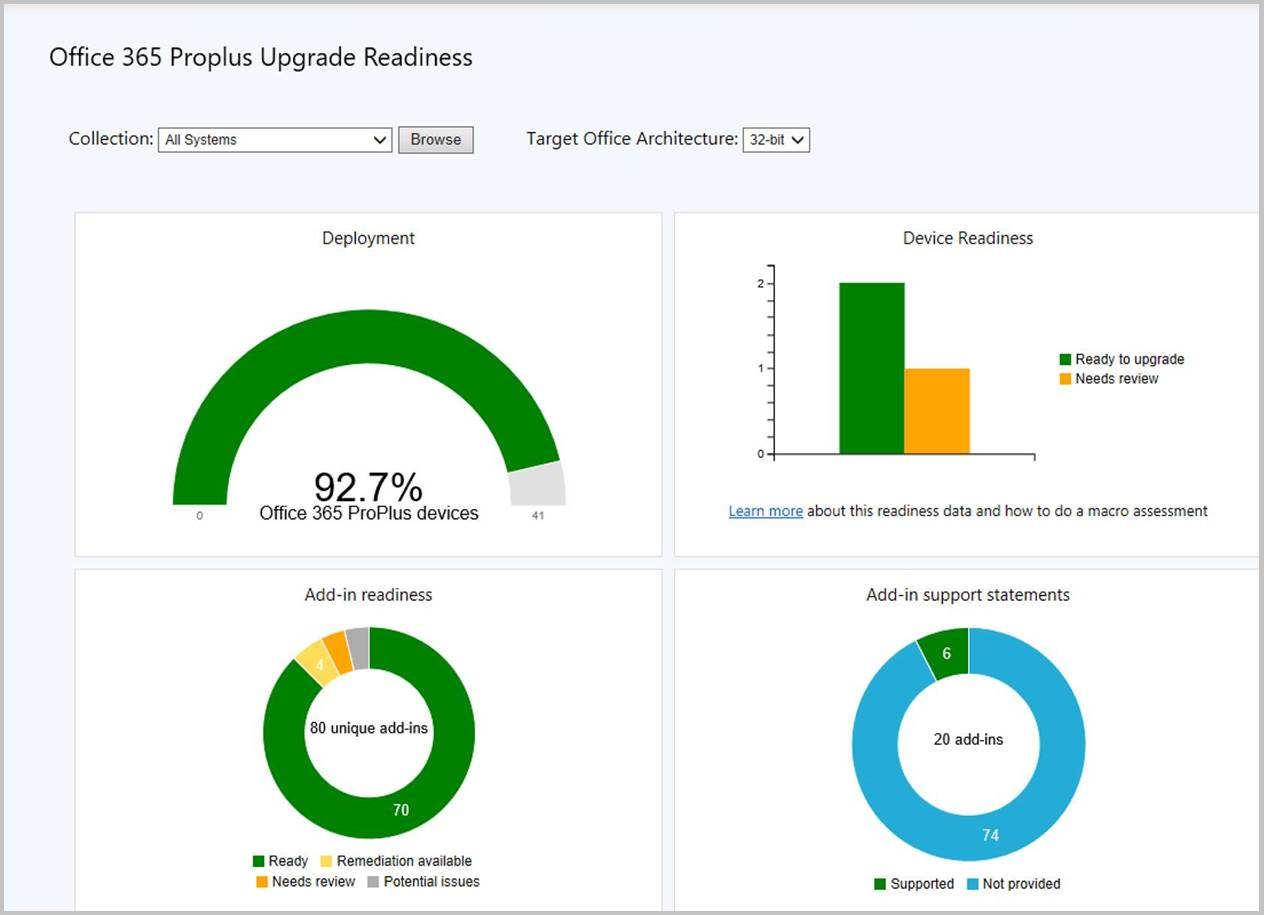 Office 365 Proplus Upgrade Readiness
Collection: All Systems Browse Target Office Architecture: 32-bit
Deployment
92.7%
Office 365 ProPlus devices
0 41
Device Readiness
2
1
0
Ready to upgrade
Needs review
Learn more about this readiness data and how to do a macro assessment
Add-in readiness
4
80 unique add-ins
70
Ready Remediation available
Needs review Potential issues
Add-in support statements
6
20 add-ins
74
Supported Not provided